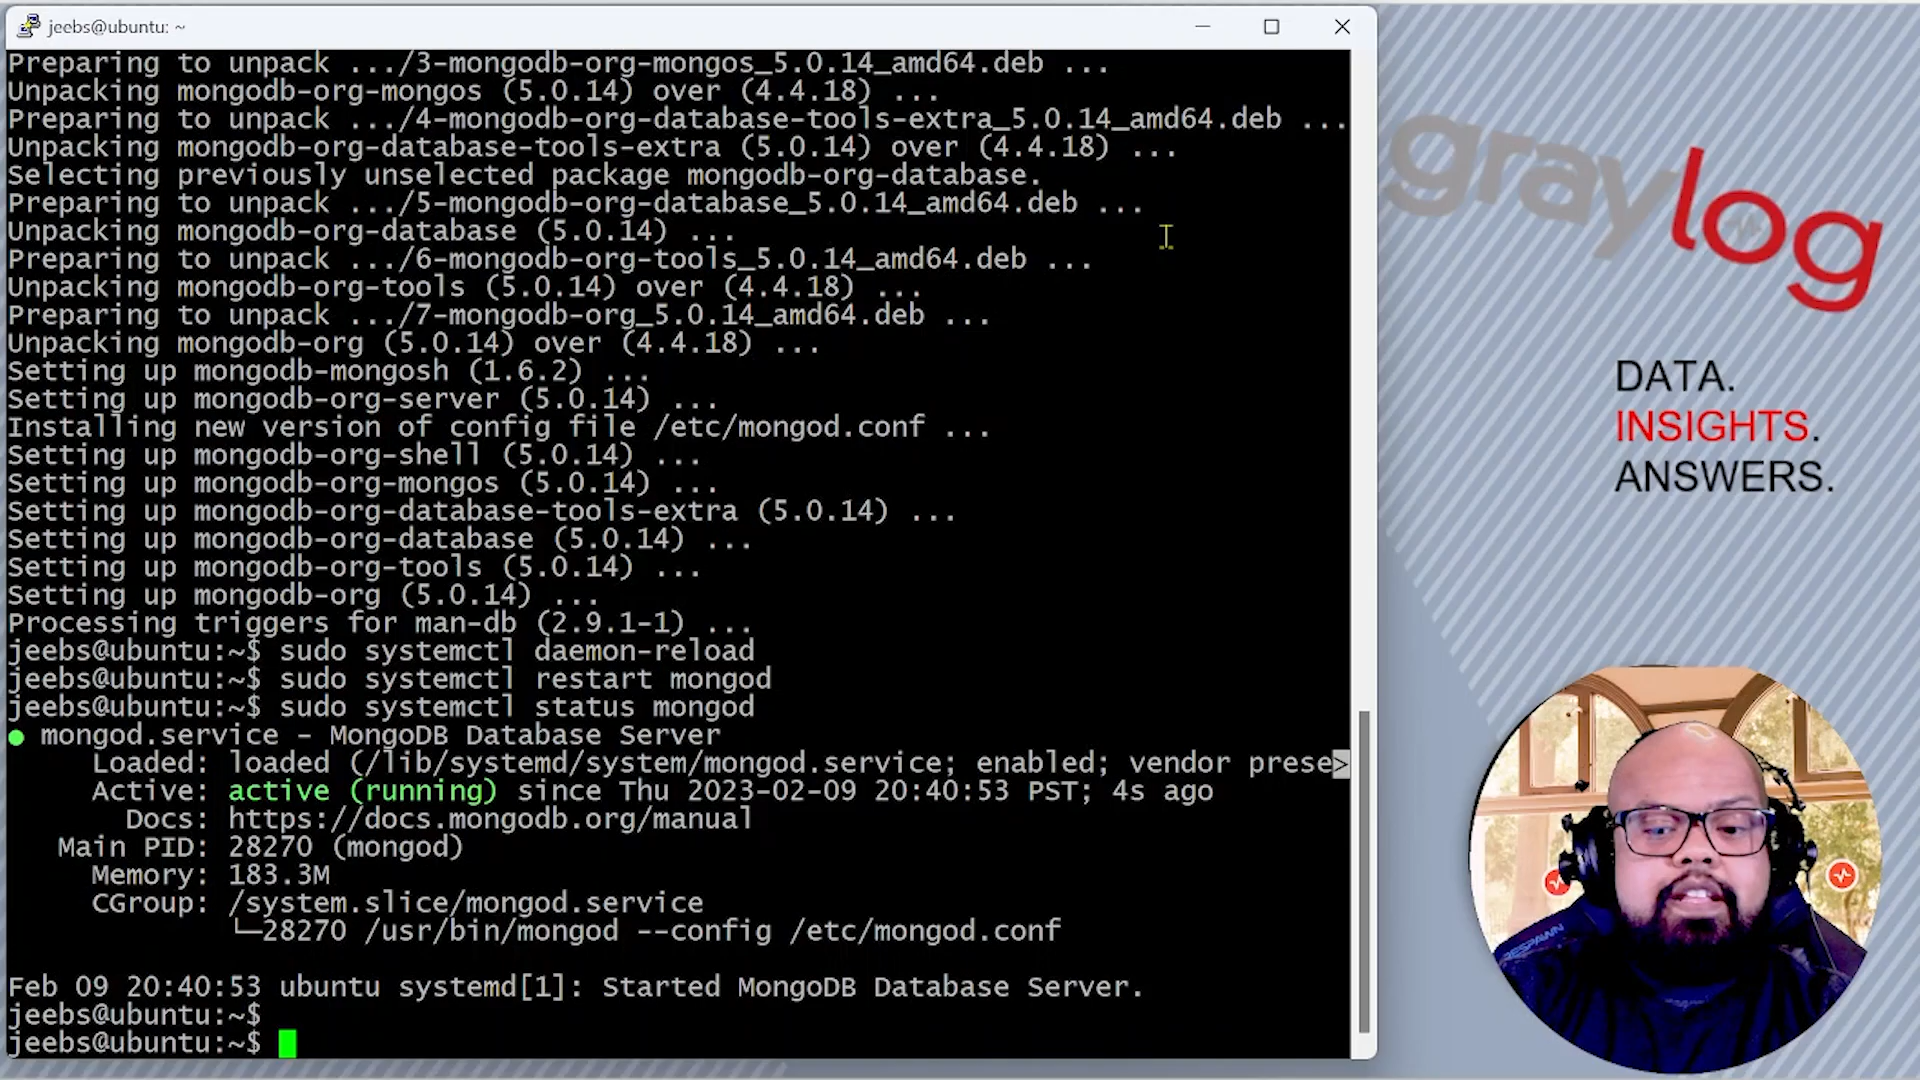 jeebs@ubuntu: ~
Preparing to unpack .../3-mongodb-org-mongos_5.0.14_amd64.deb ...
Unpacking mongodb-org-mongos (5.0.14) over (4.4.18) ...
Preparing to unpack .../4-mongodb-org-database-tools-extra_5.0.14_amd64.deb ...
Unpacking mongodb-org-database-tools-extra (5.0.14) over (4.4.18) ...
Selecting previously unselected package mongodb-org-database.
Preparing to unpack .../5-mongodb-org-database_5.0.14_amd64.deb ...
Unpacking mongodb-org-database (5.0.14) ...
Preparing to unpack .../6-mongodb-org-tools_5.0.14_amd64.deb ...
Unpacking mongodb-org-tools (5.0.14) over (4.4.18) ...
Preparing to unpack .../7-mongodb-org_5.0.14_amd64.deb ...
Unpacking mongodb-org (5.0.14) over (4.4.18) ...
Setting up mongodb-mongosh (1.6.2) ...
Setting up mongodb-org-server (5.0.14) ...
Installing new version of config file /etc/mongod.conf ...
Setting up mongodb-org-shell (5.0.14) ...
Setting up mongodb-org-mongos (5.0.14) ...
Setting up mongodb-org-database-tools-extra (5.0.14) ...
Setting up mongodb-org-database (5.0.14) ...
Setting up mongodb-org-tools (5.0.14) ...
Setting up mongodb-org (5.0.14) ...
Processing triggers for man-db (2.9.1-1) ...
jeebs@ubuntu:~$ sudo systemctl daemon-reload
jeebs@ubuntu:~$ sudo systemctl restart mongod
jeebs@ubuntu:~$ sudo systemctl status mongod
● mongod.service - MongoDB Database Server
Loaded: loaded (/lib/systemd/system/mongod.service; enabled; vendor prese>
Active: active (running) since Thu 2023-02-09 20:40:53 PST; 4s ago
Docs: https://docs.mongodb.org/manual
Main PID: 28270 (mongod)
Memory: 183.3M
CGroup: /system.slice/mongod.service
└─28270 /usr/bin/mongod --config /etc/mongod.conf
Feb 09 20:40:53 ubuntu systemd[1]: Started MongoDB Database Server.
jeebs@ubuntu:~$
jeebs@ubuntu:~$
graylog
DATA.
INSIGHTS.
ANSWERS.
RESPAWN